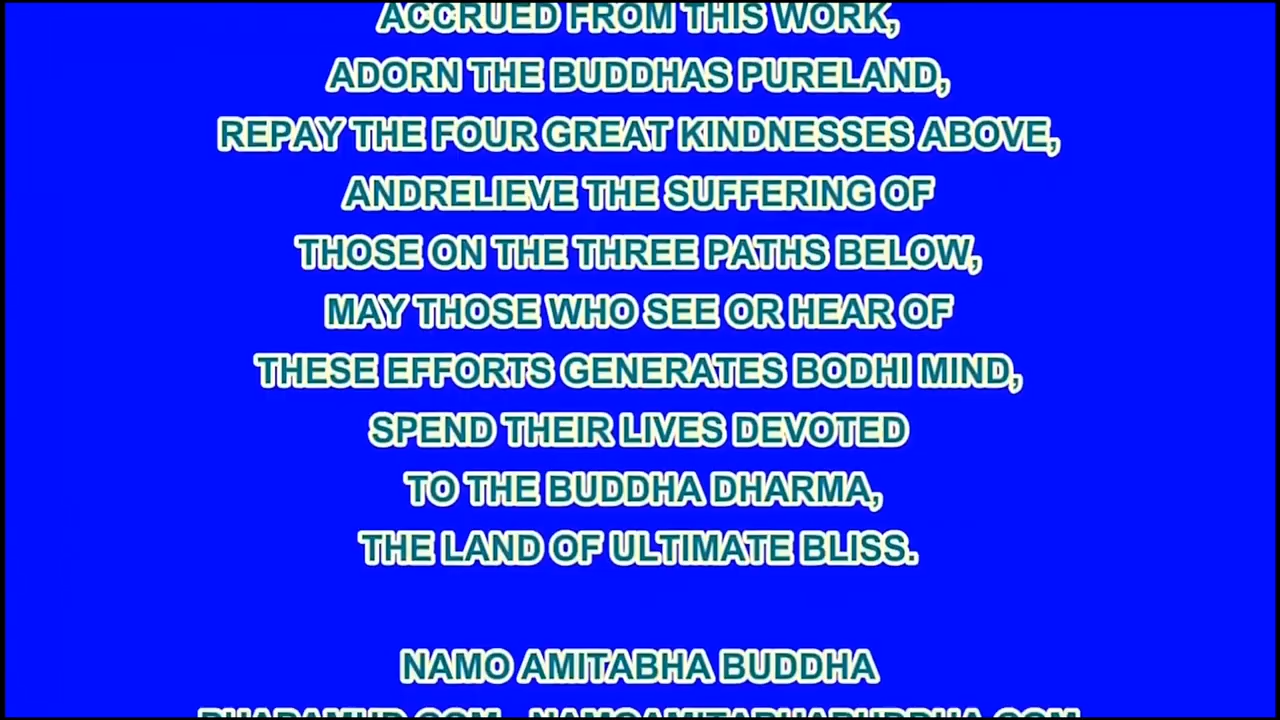 ACCRUED FROM THIS WORK,
ADORN THE BUDDHAS PURELAND,
REPAY THE FOUR GREAT KINDNESSES ABOVE,
ANDRELIEVE THE SUFFERING OF
THOSE ON THE THREE PATHS BELOW,
MAY THOSE WHO SEE OR HEAR OF
THESE EFFORTS GENERATES BODHI MIND,
SPEND THEIR LIVES DEVOTED
TO THE BUDDHA DHARMA,
THE LAND OF ULTIMATE BLISS.
NAMO AMITABHA BUDDHA